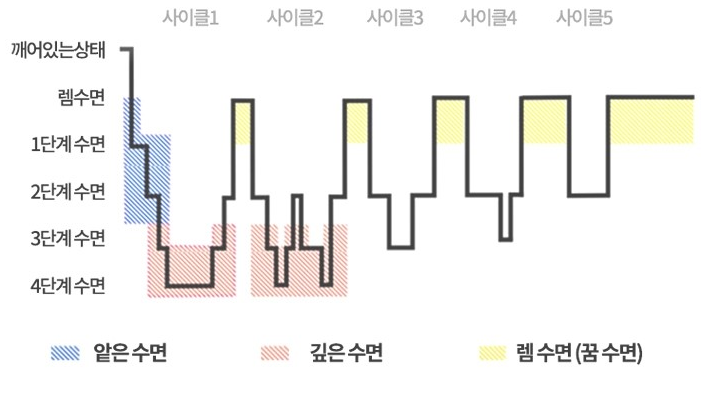 사이클1 사이클2 사이클3 사이클4 사이클5
깨어있는상태
렘수면
1단계 수면
2단계 수면
3단계 수면
4단계 수면
앝은 수면 깊은 수면 렘 수면 (꿈 수면)